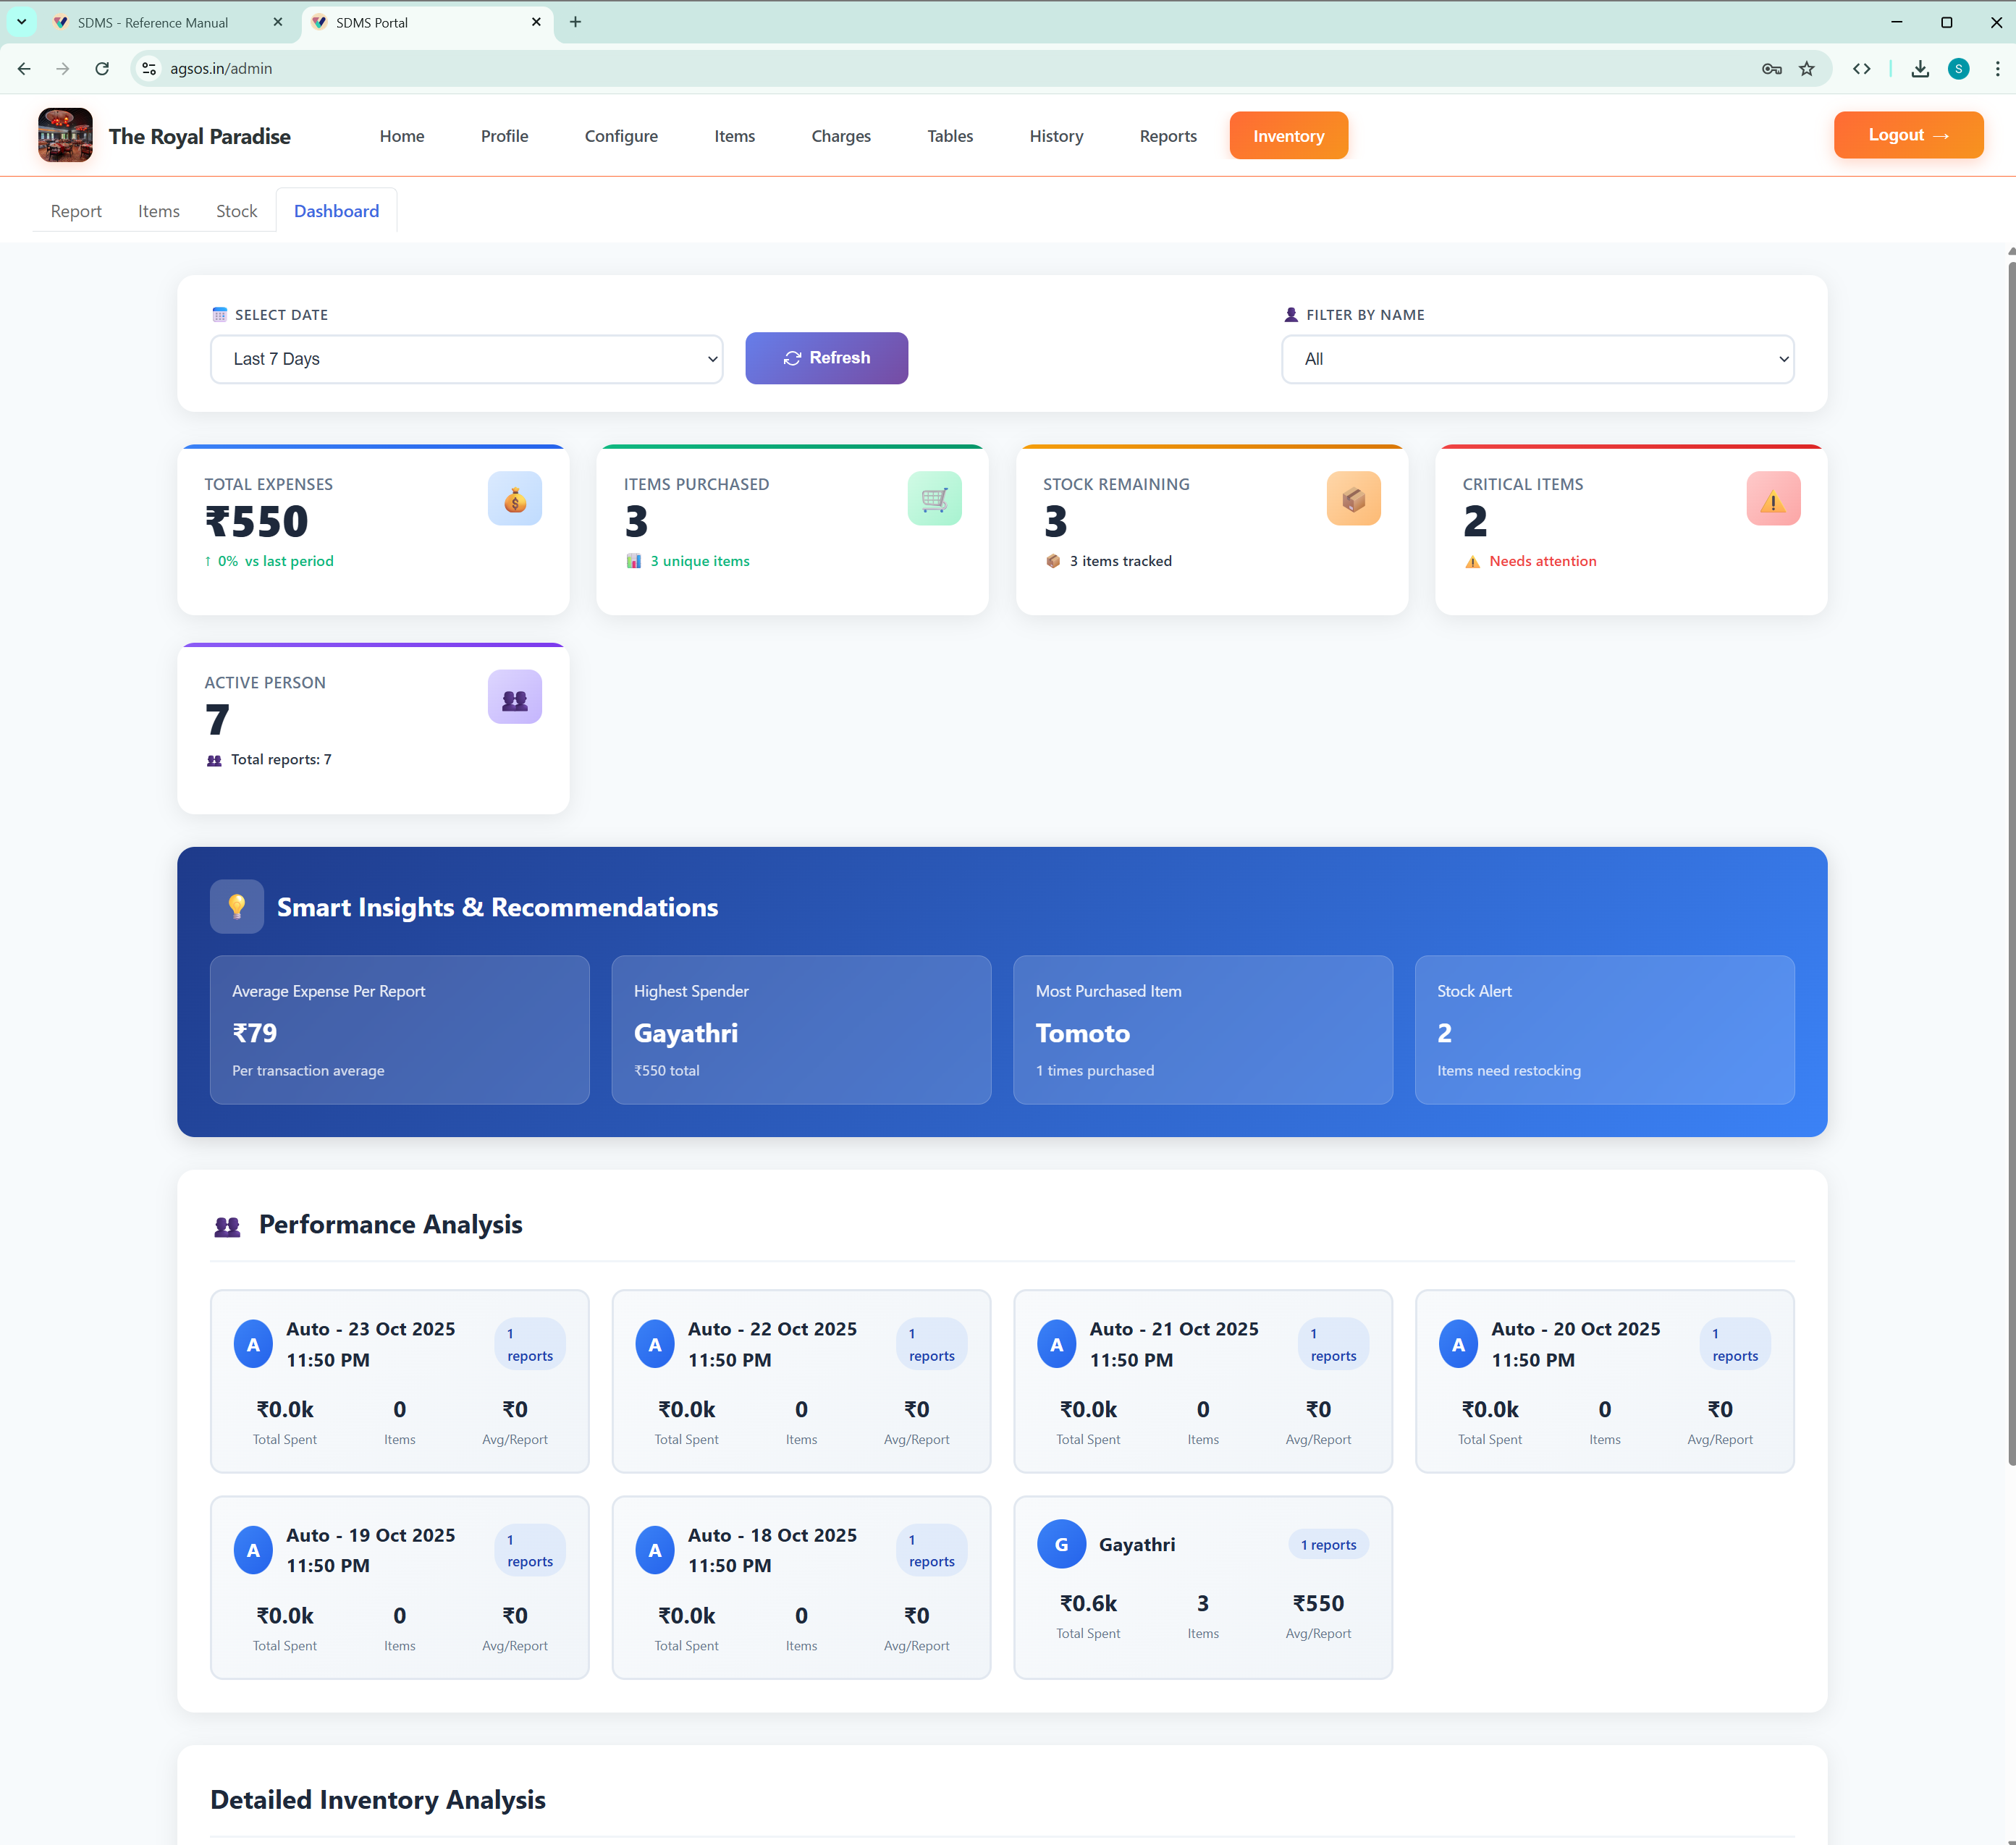 SDMS - Reference Manual
SDMS Portal
agsos.in/admin
S
The Royal Paradise
Home
Profile
Configure
Items
Charges
Tables
History
Reports
Inventory
Logout →
Report
Items
Stock
Dashboard
SELECT DATE
Last 7 Days
Refresh
FILTER BY NAME
All
TOTAL EXPENSES
₹550
↑ 0% vs last period
ITEMS PURCHASED
3
3 unique items
STOCK REMAINING
3
3 items tracked
CRITICAL ITEMS
2
Needs attention
ACTIVE PERSON
7
Total reports: 7
Smart Insights & Recommendations
Average Expense Per Report
₹79
Per transaction average
Highest Spender
Gayathri
₹550 total
Most Purchased Item
Tomoto
1 times purchased
Stock Alert
2
Items need restocking
Performance Analysis
A
Auto - 23 Oct 2025
11:50 PM
1
reports
₹0.0k
0
₹0
Total Spent
Items
Avg/Report
A
Auto - 22 Oct 2025
11:50 PM
1
reports
₹0.0k
0
₹0
Total Spent
Items
Avg/Report
A
Auto - 21 Oct 2025
11:50 PM
1
reports
₹0.0k
0
₹0
Total Spent
Items
Avg/Report
A
Auto - 20 Oct 2025
11:50 PM
1
reports
₹0.0k
0
₹0
Total Spent
Items
Avg/Report
A
Auto - 19 Oct 2025
11:50 PM
1
reports
₹0.0k
0
₹0
Total Spent
Items
Avg/Report
A
Auto - 18 Oct 2025
11:50 PM
1
reports
₹0.0k
0
₹0
Total Spent
Items
Avg/Report
G
Gayathri
1 reports
₹0.6k
3
₹550
Total Spent
Items
Avg/Report
Detailed Inventory Analysis